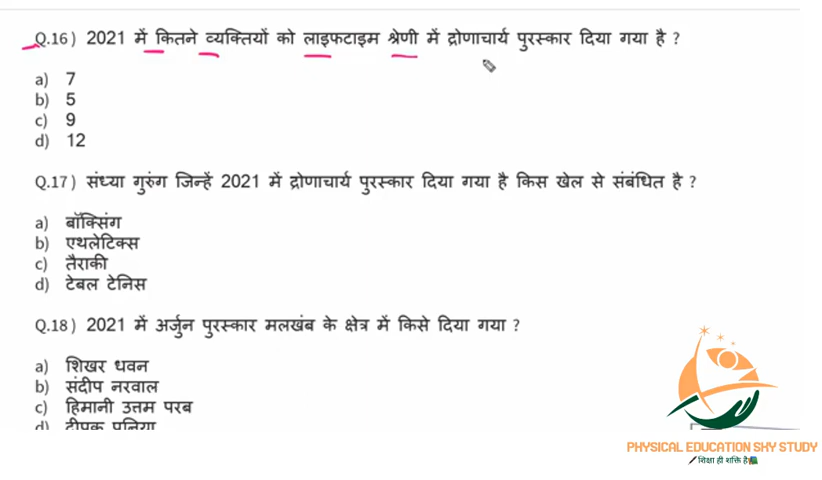 Q.16) 2021 में कितने व्यक्तियों को लाइफटाइम श्रेणी में द्रोणाचार्य पुरस्कार दिया गया है ?
a) 7
b) 5
c) 9
d) 12
Q.17) संध्या गुरुंग जिन्हें 2021 में द्रोणाचार्य पुरस्कार दिया गया है किस खेल से संबंधित है ?
a) बॉक्सिंग
b) एथलेटिक्स
c) तैराकी
d) टेबल टेनिस
Q.18) 2021 में अर्जुन पुरस्कार मलखंब के क्षेत्र में किसे दिया गया ?
a) शिखर धवन
b) संदीप नरवाल
c) हिमानी उत्तम परब
d) दीपक पुनिया
PHYSICAL EDUCATION SKY STUDY
शिक्षा ही शक्ति है